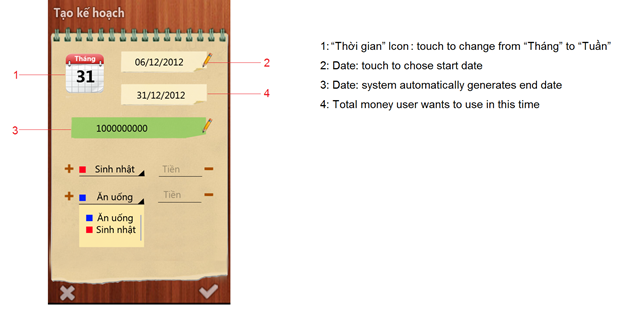 Tạo kế hoạch
Tháng
31
06/12/2012
31/12/2012
1000000000
Sinh nhật
Tiền
Ăn uống
Tiền
Ăn uống
Sinh nhật
1
2
4
3
1: “Thời gian” Icon: touch to change from “Tháng” to “Tuần”
2: Date: touch to chose start date
3: Date: system automatically generates end date
4: Total money user wants to use in this time